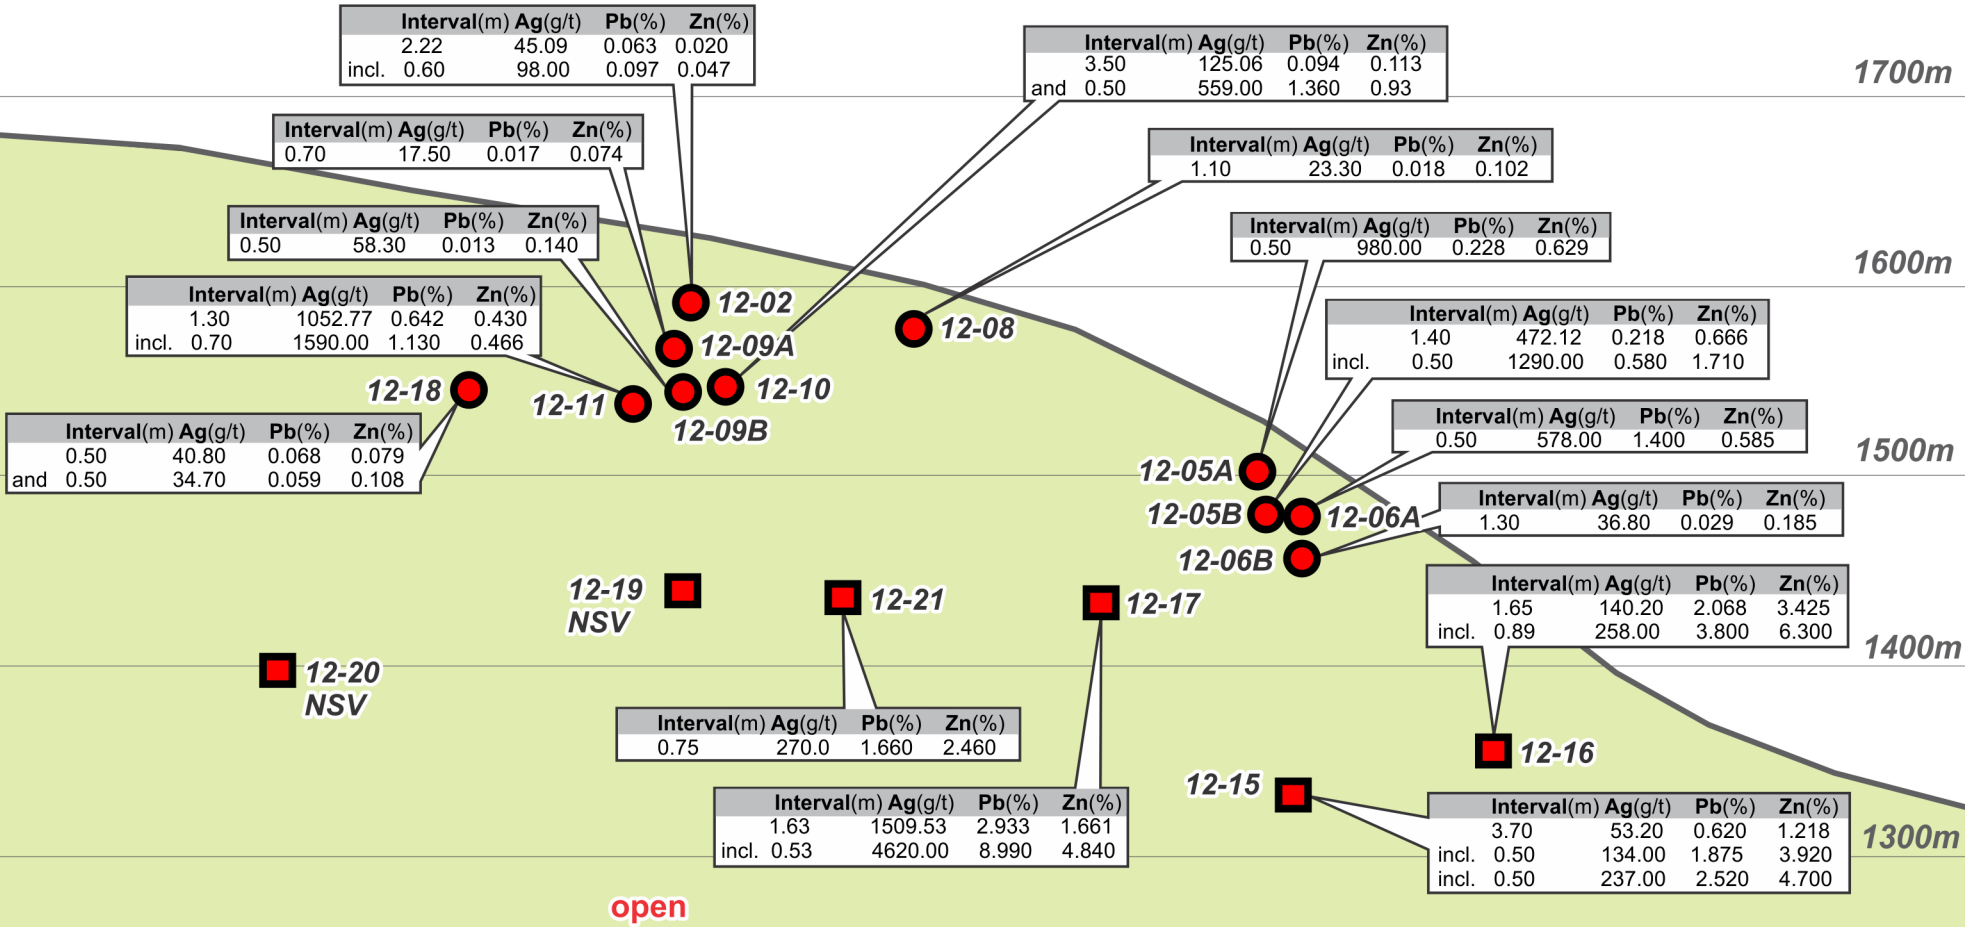 Interval(m) Ag(g/t) Pb(%) Zn(%)
2.22 45.09 0.063 0.020
incl. 0.60 98.00 0.097 0.047
Interval(m) Ag(g/t) Pb(%) Zn(%)
3.50 125.06 0.094 0.113
and 0.50 559.00 1.360 0.93
1700m
Interval(m) Ag(g/t) Pb(%) Zn(%)
0.70 17.50 0.017 0.074
Interval(m) Ag(g/t) Pb(%) Zn(%)
1.10 23.30 0.018 0.102
Interval(m) Ag(g/t) Pb(%) Zn(%)
0.50 58.30 0.013 0.140
Interval(m) Ag(g/t) Pb(%) Zn(%)
0.50 980.00 0.228 0.629
1600m
Interval(m) Ag(g/t) Pb(%) Zn(%)
1.30 1052.77 0.642 0.430
incl. 0.70 1590.00 1.130 0.466
12-02
12-08
12-09A
Interval(m) Ag(g/t) Pb(%) Zn(%)
1.40 472.12 0.218 0.666
incl. 0.50 1290.00 0.580 1.710
12-18
12-11
12-10
12-09B
Interval(m) Ag(g/t) Pb(%) Zn(%)
0.50 40.80 0.068 0.079
and 0.50 34.70 0.059 0.108
Interval(m) Ag(g/t) Pb(%) Zn(%)
0.50 578.00 1.400 0.585
1500m
12-05A
12-05B
12-06A
Interval(m) Ag(g/t) Pb(%) Zn(%)
1.30 36.80 0.029 0.185
12-06B
12-19
NSV
12-21
12-17
Interval(m) Ag(g/t) Pb(%) Zn(%)
1.65 140.20 2.068 3.425
incl. 0.89 258.00 3.800 6.300
1400m
12-20
NSV
Interval(m) Ag(g/t) Pb(%) Zn(%)
0.75 270.0 1.660 2.460
12-16
12-15
Interval(m) Ag(g/t) Pb(%) Zn(%)
1.63 1509.53 2.933 1.661
incl. 0.53 4620.00 8.990 4.840
Interval(m) Ag(g/t) Pb(%) Zn(%)
3.70 53.20 0.620 1.218
incl. 0.50 134.00 1.875 3.920
incl. 0.50 237.00 2.520 4.700
1300m
open